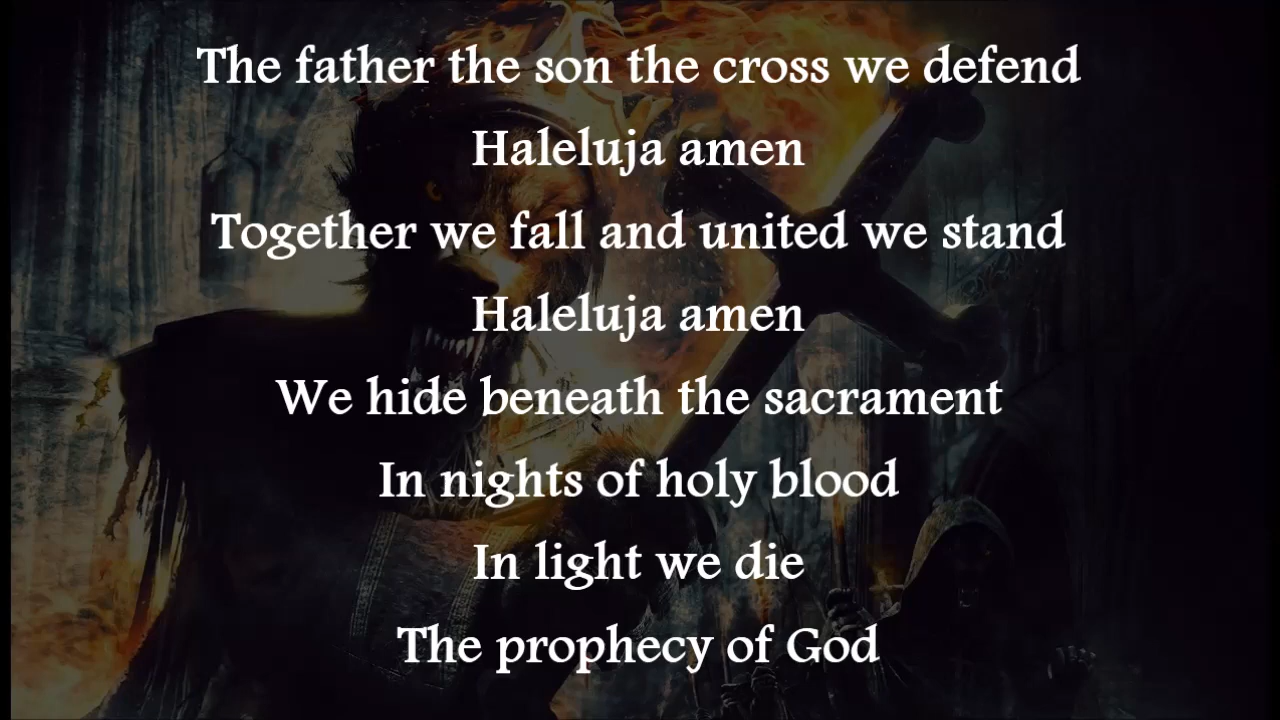 The father the son the cross we defend
Haleluja amen
Together we fall and united we stand
Haleluja amen
We hide beneath the sacrament
In nights of holy blood
In light we die
The prophecy of God